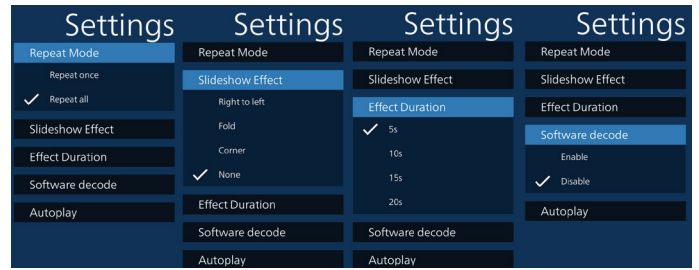 Settings
Repeat Mode
Repeat once
Repeat all
Slideshow Effect
Effect Duration
Software decode
Autoplay
Settings
Repeat Mode
Slideshow Effect
Right to left
Fold
Corner
None
Effect Duration
Software decode
Autoplay
Settings
Repeat Mode
Slideshow Effect
Effect Duration
5s
10s
15s
20s
Software decode
Autoplay
Settings
Repeat Mode
Slideshow Effect
Effect Duration
Software decode
Enable
Disable
Autoplay